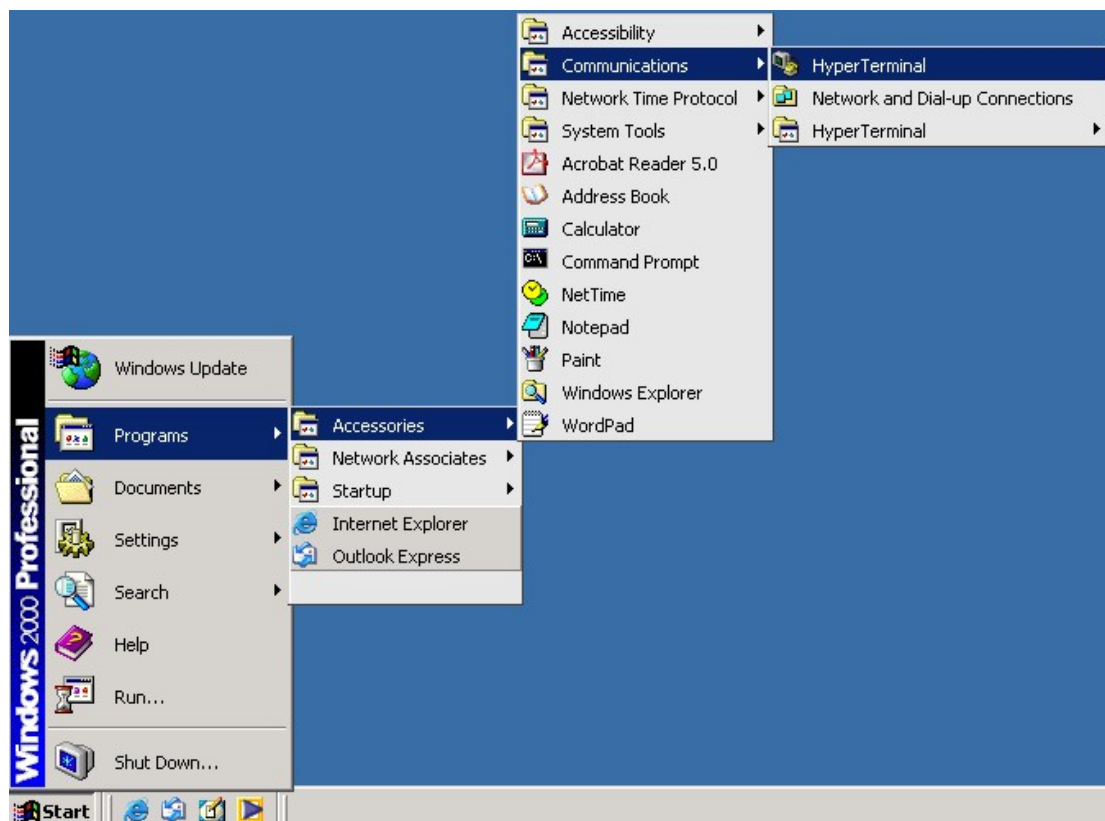 Accessibility
Communications
Network Time Protocol
System Tools
Acrobat Reader 5.0
Address Book
Calculator
Command Prompt
NetTime
Notepad
Paint
Windows Explorer
WordPad
HyperTerminal
Network and Dial-up Connections
HyperTerminal
Windows Update
Programs
Documents
Settings
Search
Help
Run...
Shut Down...
Accessories
Network Associates
Startup
Internet Explorer
Outlook Express
Windows 2000 Professional
Start